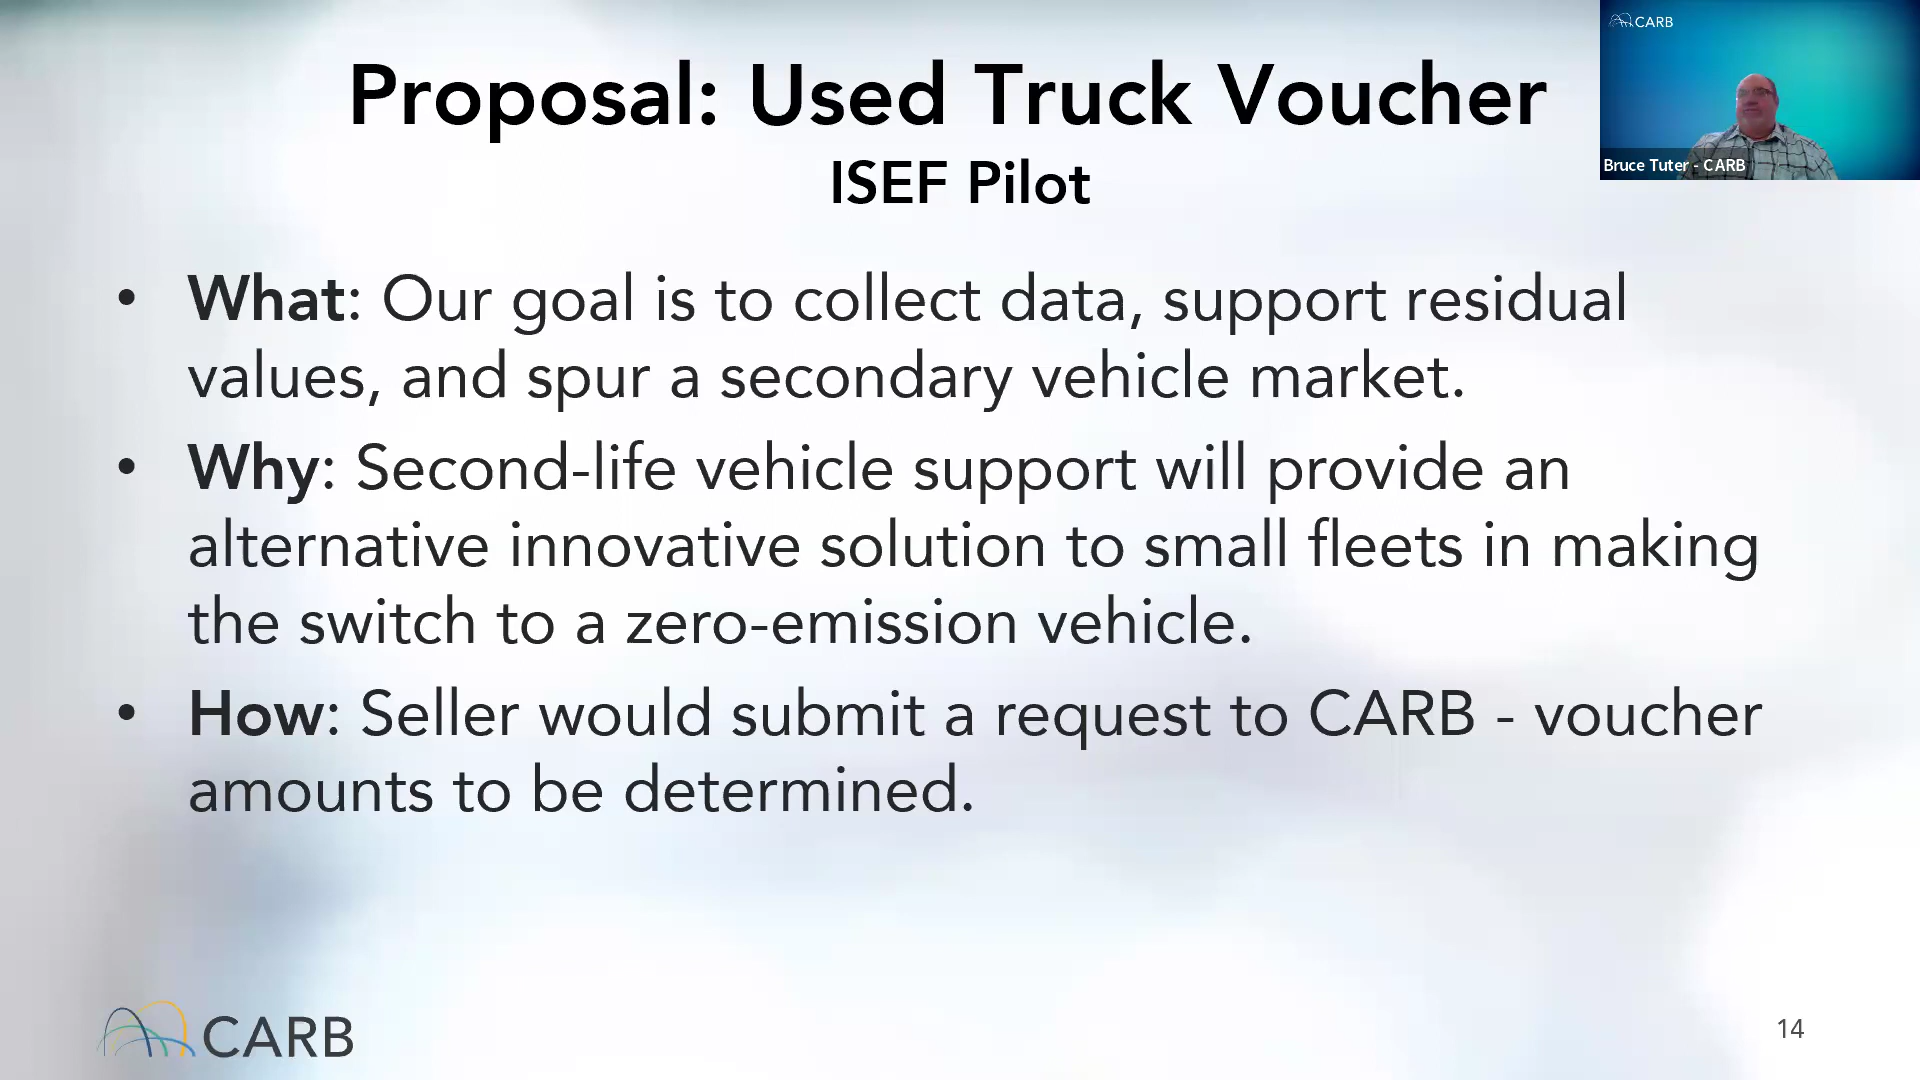 Proposal: Used Truck Voucher
ISEF Pilot
CARB
Bruce Tuter - CARB
• What: Our goal is to collect data, support residual
values, and spur a secondary vehicle market.
• Why: Second-life vehicle support will provide an
alternative innovative solution to small fleets in making
the switch to a zero-emission vehicle.
• How: Seller would submit a request to CARB - voucher
amounts to be determined.
CARB
14